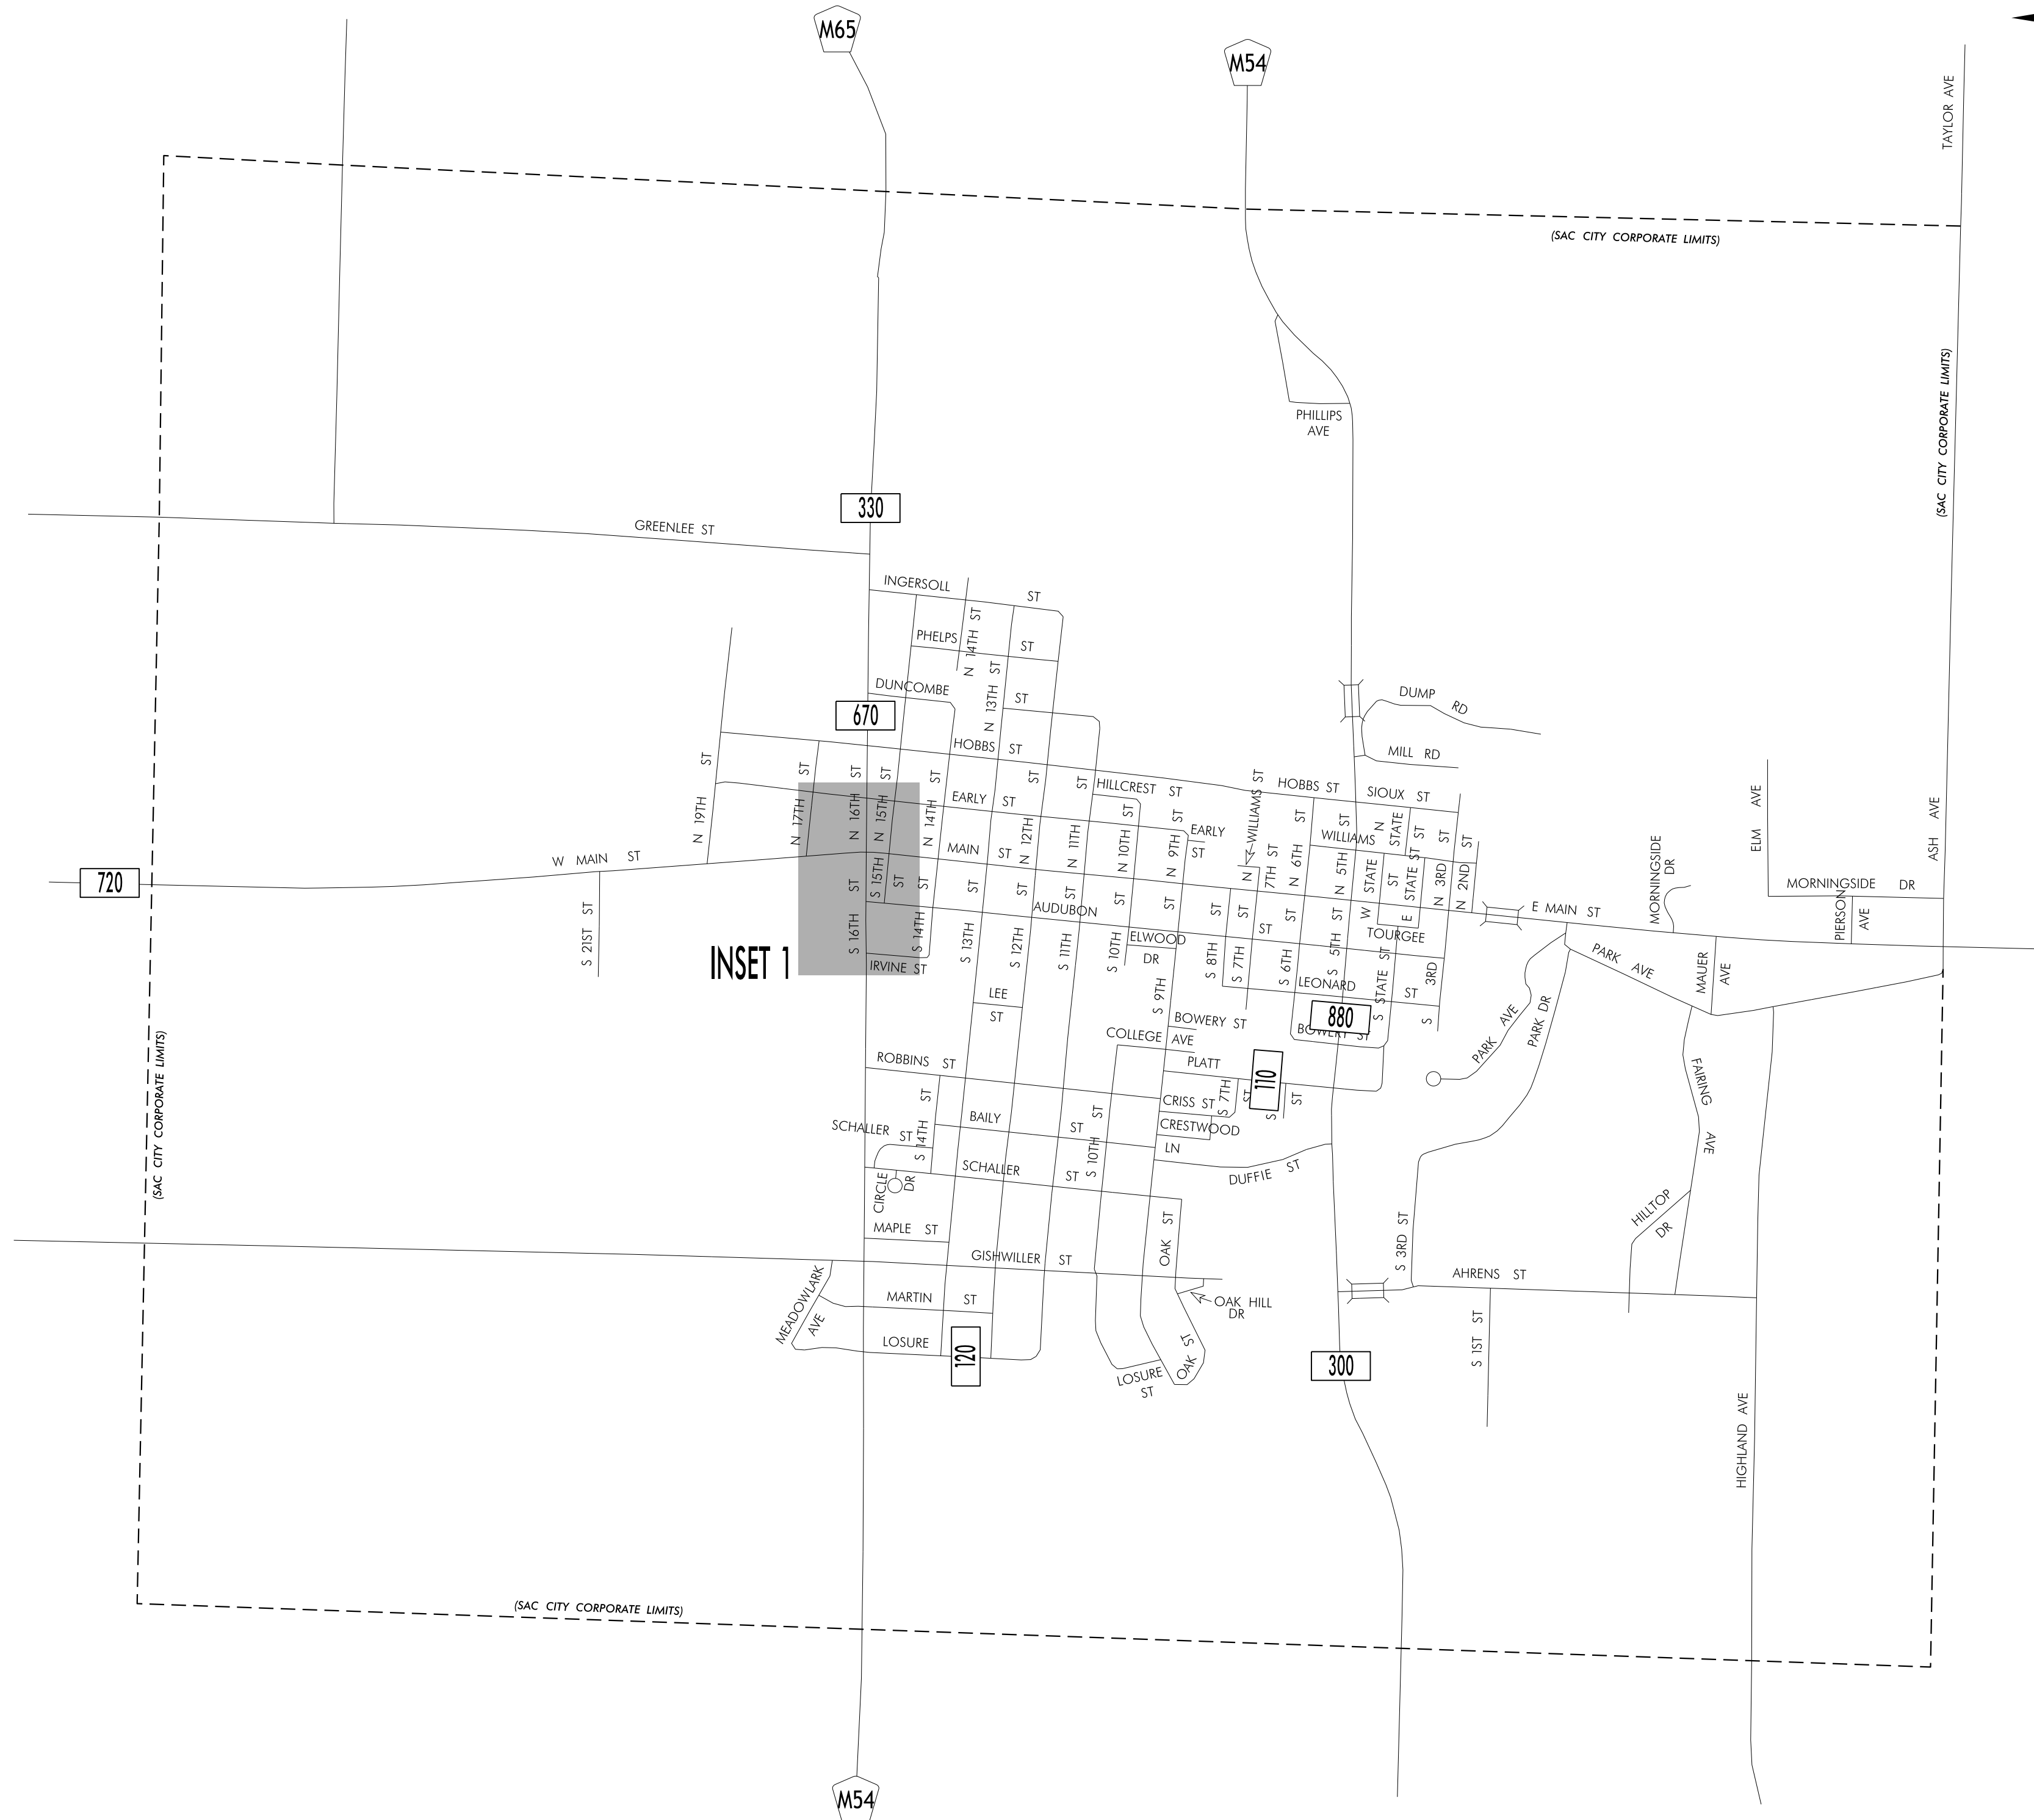 M65
M54
TAYLOR AVE
(SAC CITY CORPORATE LIMITS)
(SAC CITY CORPORATE LIMITS)
PHILLIPS
AVE
330
GREENLEE ST
INGERSOLL ST
PHELPS ST
N 14TH ST
N 13TH ST
DUNCOMBE ST
670
DUMP RD
MILL RD
HOBBS ST
HILLCREST ST
HOBBS ST
SIOUX ST
N 19TH ST
N 17TH ST
N 16TH ST
N 15TH ST
N 14TH ST
EARLY ST
N 12TH ST
N 11TH ST
N 10TH ST
N 9TH ST
EARLY
ST
WILLIAMS ST
N 7TH ST
N 6TH ST
N 5TH ST
WILLIAMS ST
N STATE ST
W STATE ST
E STATE ST
N 3RD ST
N 2ND ST
MORNINGSIDE
DR
ELM AVE
ASH AVE
W MAIN ST
MAIN ST
E MAIN ST
720
MORNINGSIDE DR
PIERSON
AVE
S 21ST ST
INSET 1
S 16TH ST
S 15TH ST
S 14TH ST
S 13TH ST
S 12TH ST
S 11TH ST
S 10TH ST
S 9TH ST
S 8TH ST
S 7TH ST
S 6TH ST
S 5TH ST
S STATE ST
S 3RD
AUDUBON ST
ELWOOD
DR
TOURGEE
IRVINE ST
LEONARD ST
PARK AVE
MAUER
AVE
LEE
ST
BOWERY ST
BOWERY ST
880
COLLEGE AVE
PARK AVE
PARK DR
ROBBINS ST
PLATT ST
110
CRISS ST
S 7TH ST
S
CRESTWOOD
LN
S 14TH ST
BAILY ST
S 10TH ST
SCHALLER ST
SCHALLER ST
DUFFIE ST
CIRCLE
DR
FAIRING AVE
HILLTOP
DR
MAPLE ST
OAK ST
S 3RD ST
GISHWILLER ST
AHRENS ST
MEADOWLARK
AVE
MARTIN ST
OAK HILL
DR
LOSURE
120
OAK ST
LOSURE
ST
300
S 1ST ST
HIGHLAND AVE
(SAC CITY CORPORATE LIMITS)
(SAC CITY CORPORATE LIMITS)
M54